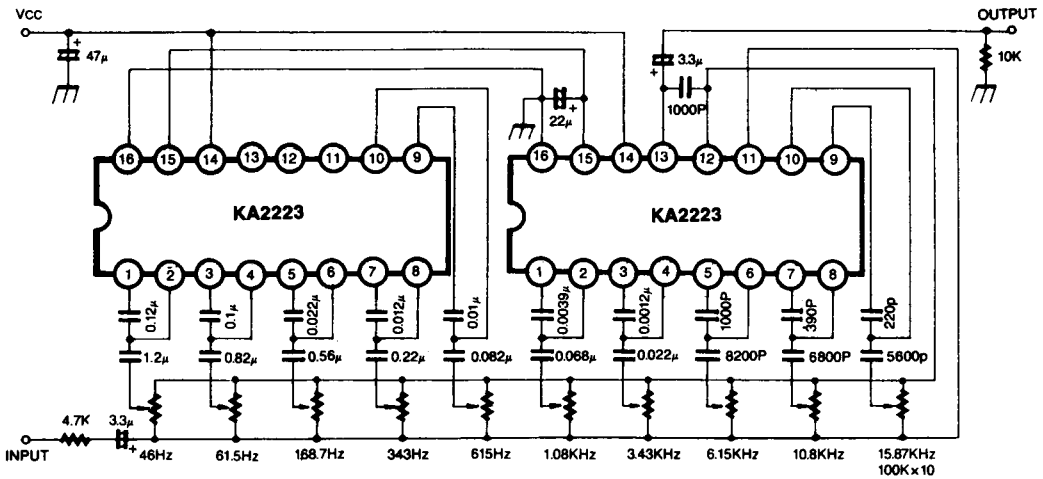 Vcc
OUTPUT
+
47μ
3.3μ
+
10K
1000P
22μ
+
16 15 14 13 12 11 10 9
16 15 14 13 12 11 10 9
KA2223
KA2223
1 2 3 4 5 6 7 8
1 2 3 4 5 6 7 8
0.12μ 0.1μ 0.022μ 0.012μ 0.01μ 0.0039μ 0.0012μ 1000P 390P 220p
1.2μ 0.82μ 0.56μ 0.22μ 0.082μ 0.068μ 0.022μ 8200P 6800P 5600p
4.7K
3.3μ
+
INPUT
46Hz 61.5Hz 168.7Hz 343Hz 615Hz 1.08KHz 3.43KHz 6.15KHz 10.8KHz 15.87KHz
100K×10